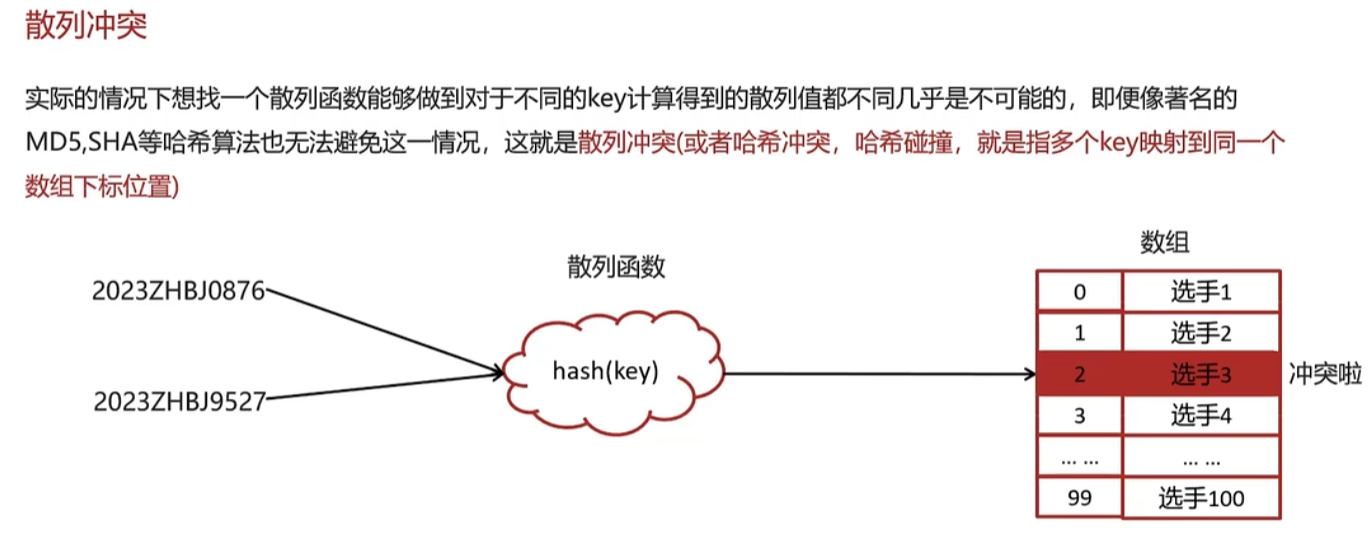 散列冲突
实际的情况下想找一个散列函数能够做到对于不同的key计算得到的散列值都不同几乎是不可能的，即便像著名的
MD5,SHA等哈希算法也无法避免这一情况，这就是散列冲突(或者哈希冲突，哈希碰撞，就是指多个key映射到同一个
数组下标位置)
数组
散列函数
2023ZHBJ0876
2023ZHBJ9527
hash(key)
0 选手1
1 选手2
2 选手3 冲突啦
3 选手4
... ... ... ...
99 选手100